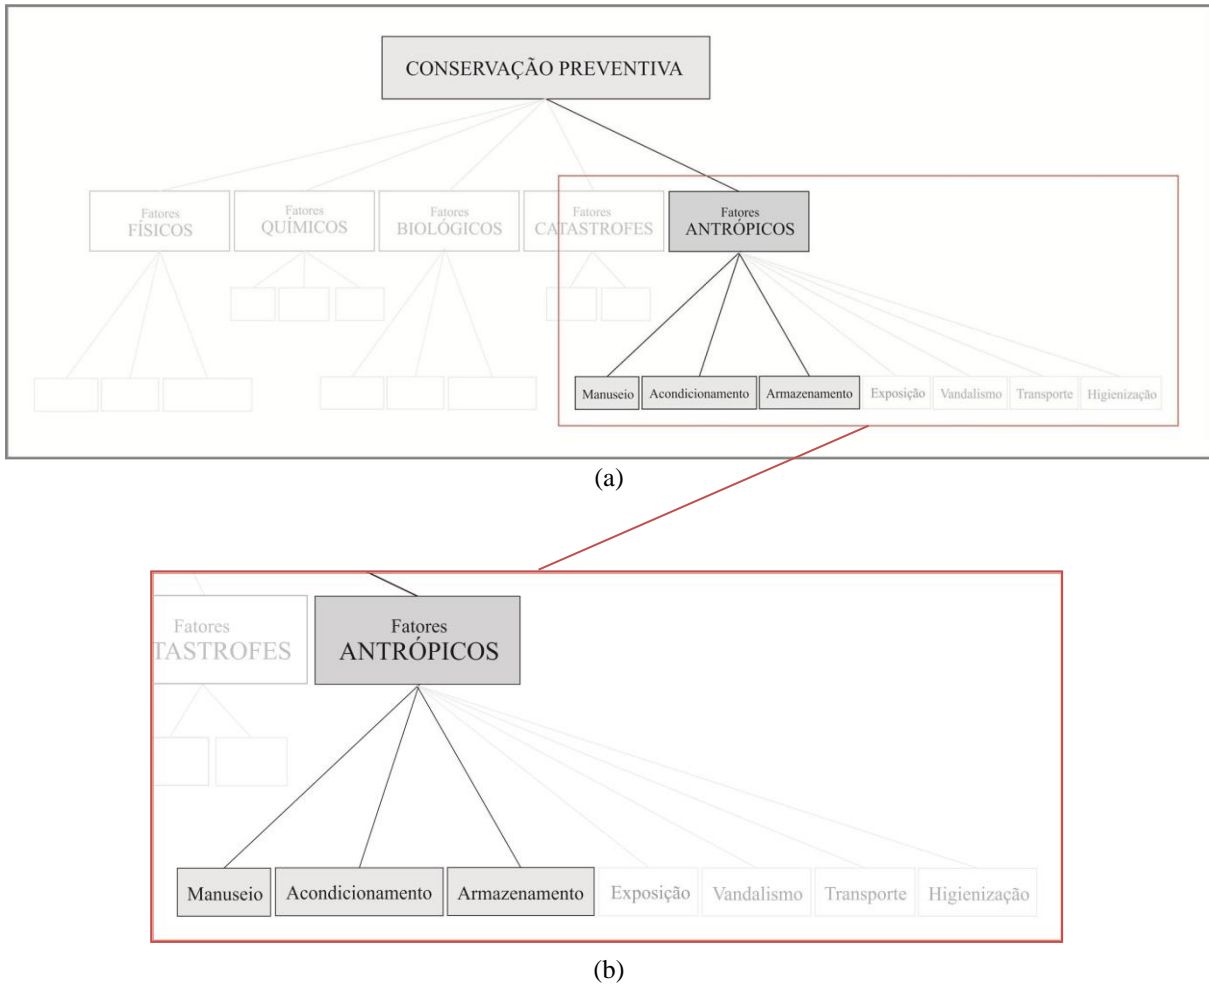 CONSERVAÇÃO PREVENTIVA
Fatores
FÍSICOS
Fatores
QUÍMICOS
Fatores
BIOLÓGICOS
Fatores
CATASTROFES
Fatores
ANTRÓPICOS
Manuseio
Acondicionamento
Armazenamento
Exposição
Vandalismo
Transporte
Higienização
(a)
Fatores
TASTROFES
Fatores
ANTRÓPICOS
Manuseio
Acondicionamento
Armazenamento
Exposição
Vandalismo
Transporte
Higienização
(b)